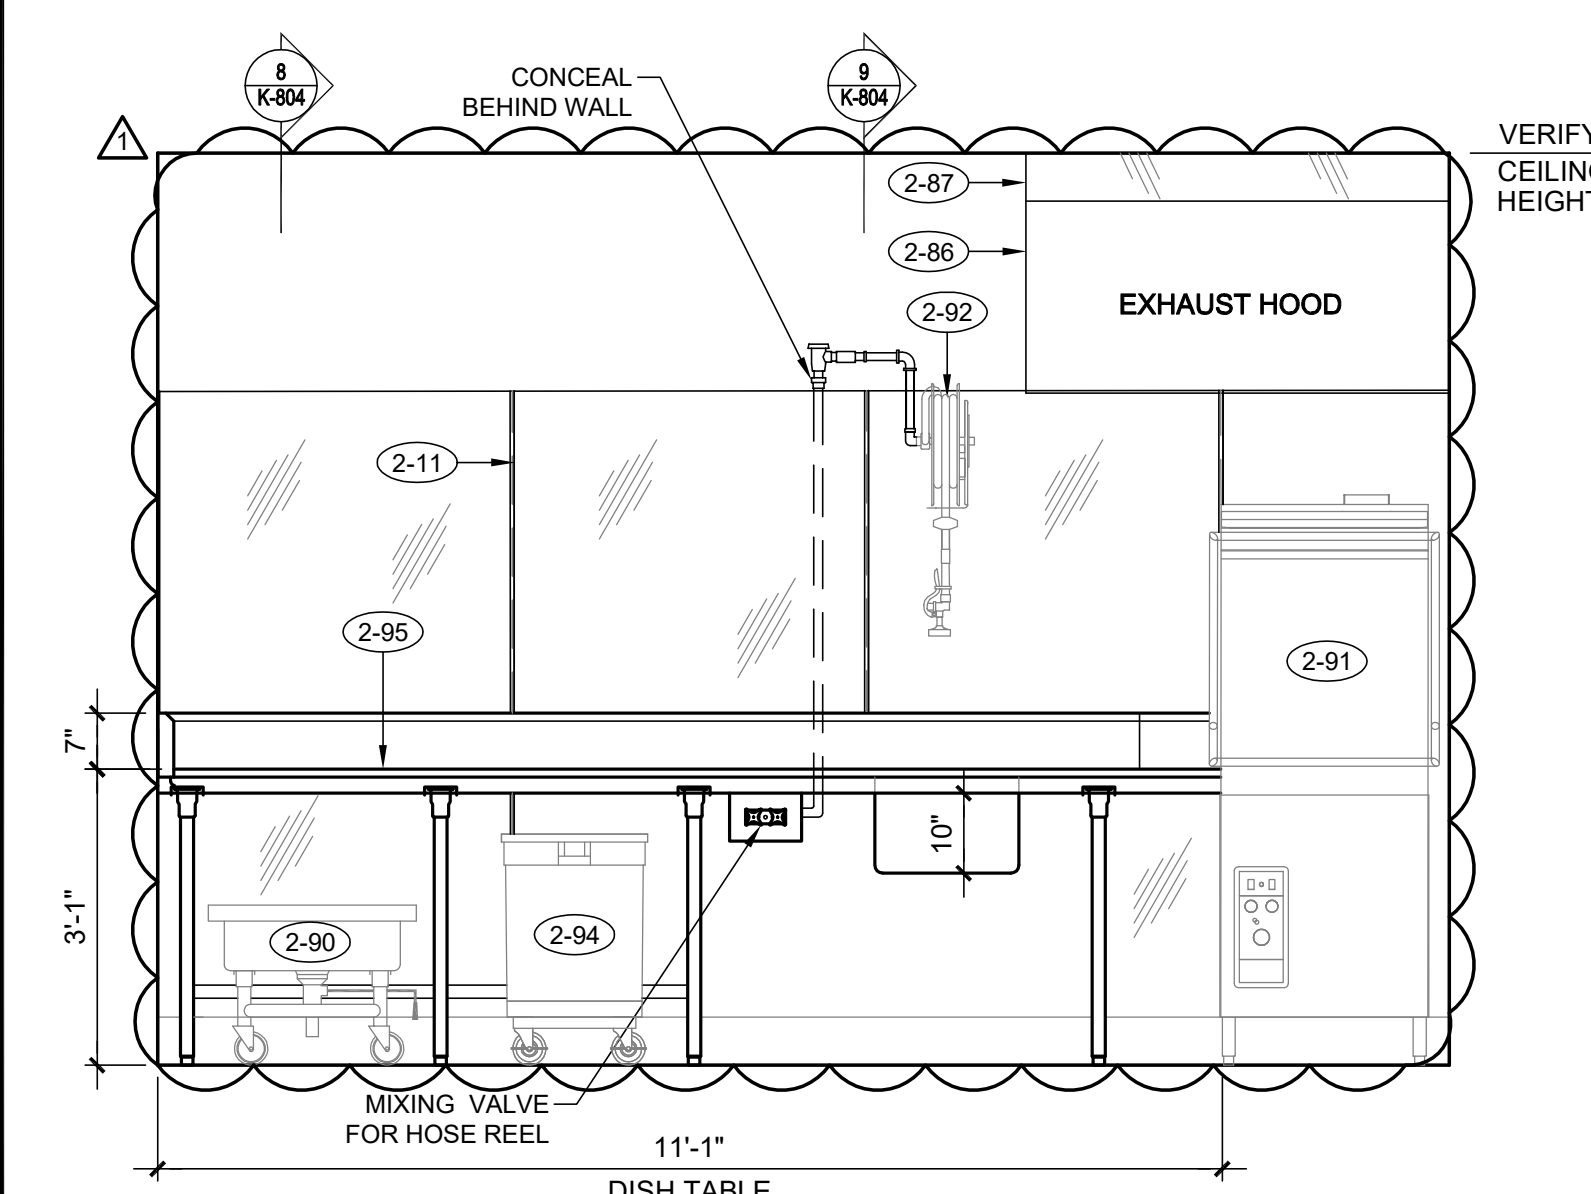 8
K-804
CONCEAL
BEHIND WALL
9
K-804
1
VERIFY
CEILING
HEIGHT
2-87
2-86
EXHAUST HOOD
2-92
2-11
2-95
2-91
7"
10"
3'-1"
2-90
2-94
MIXING VALVE
FOR HOSE REEL
11'-1"
DISH TABLE